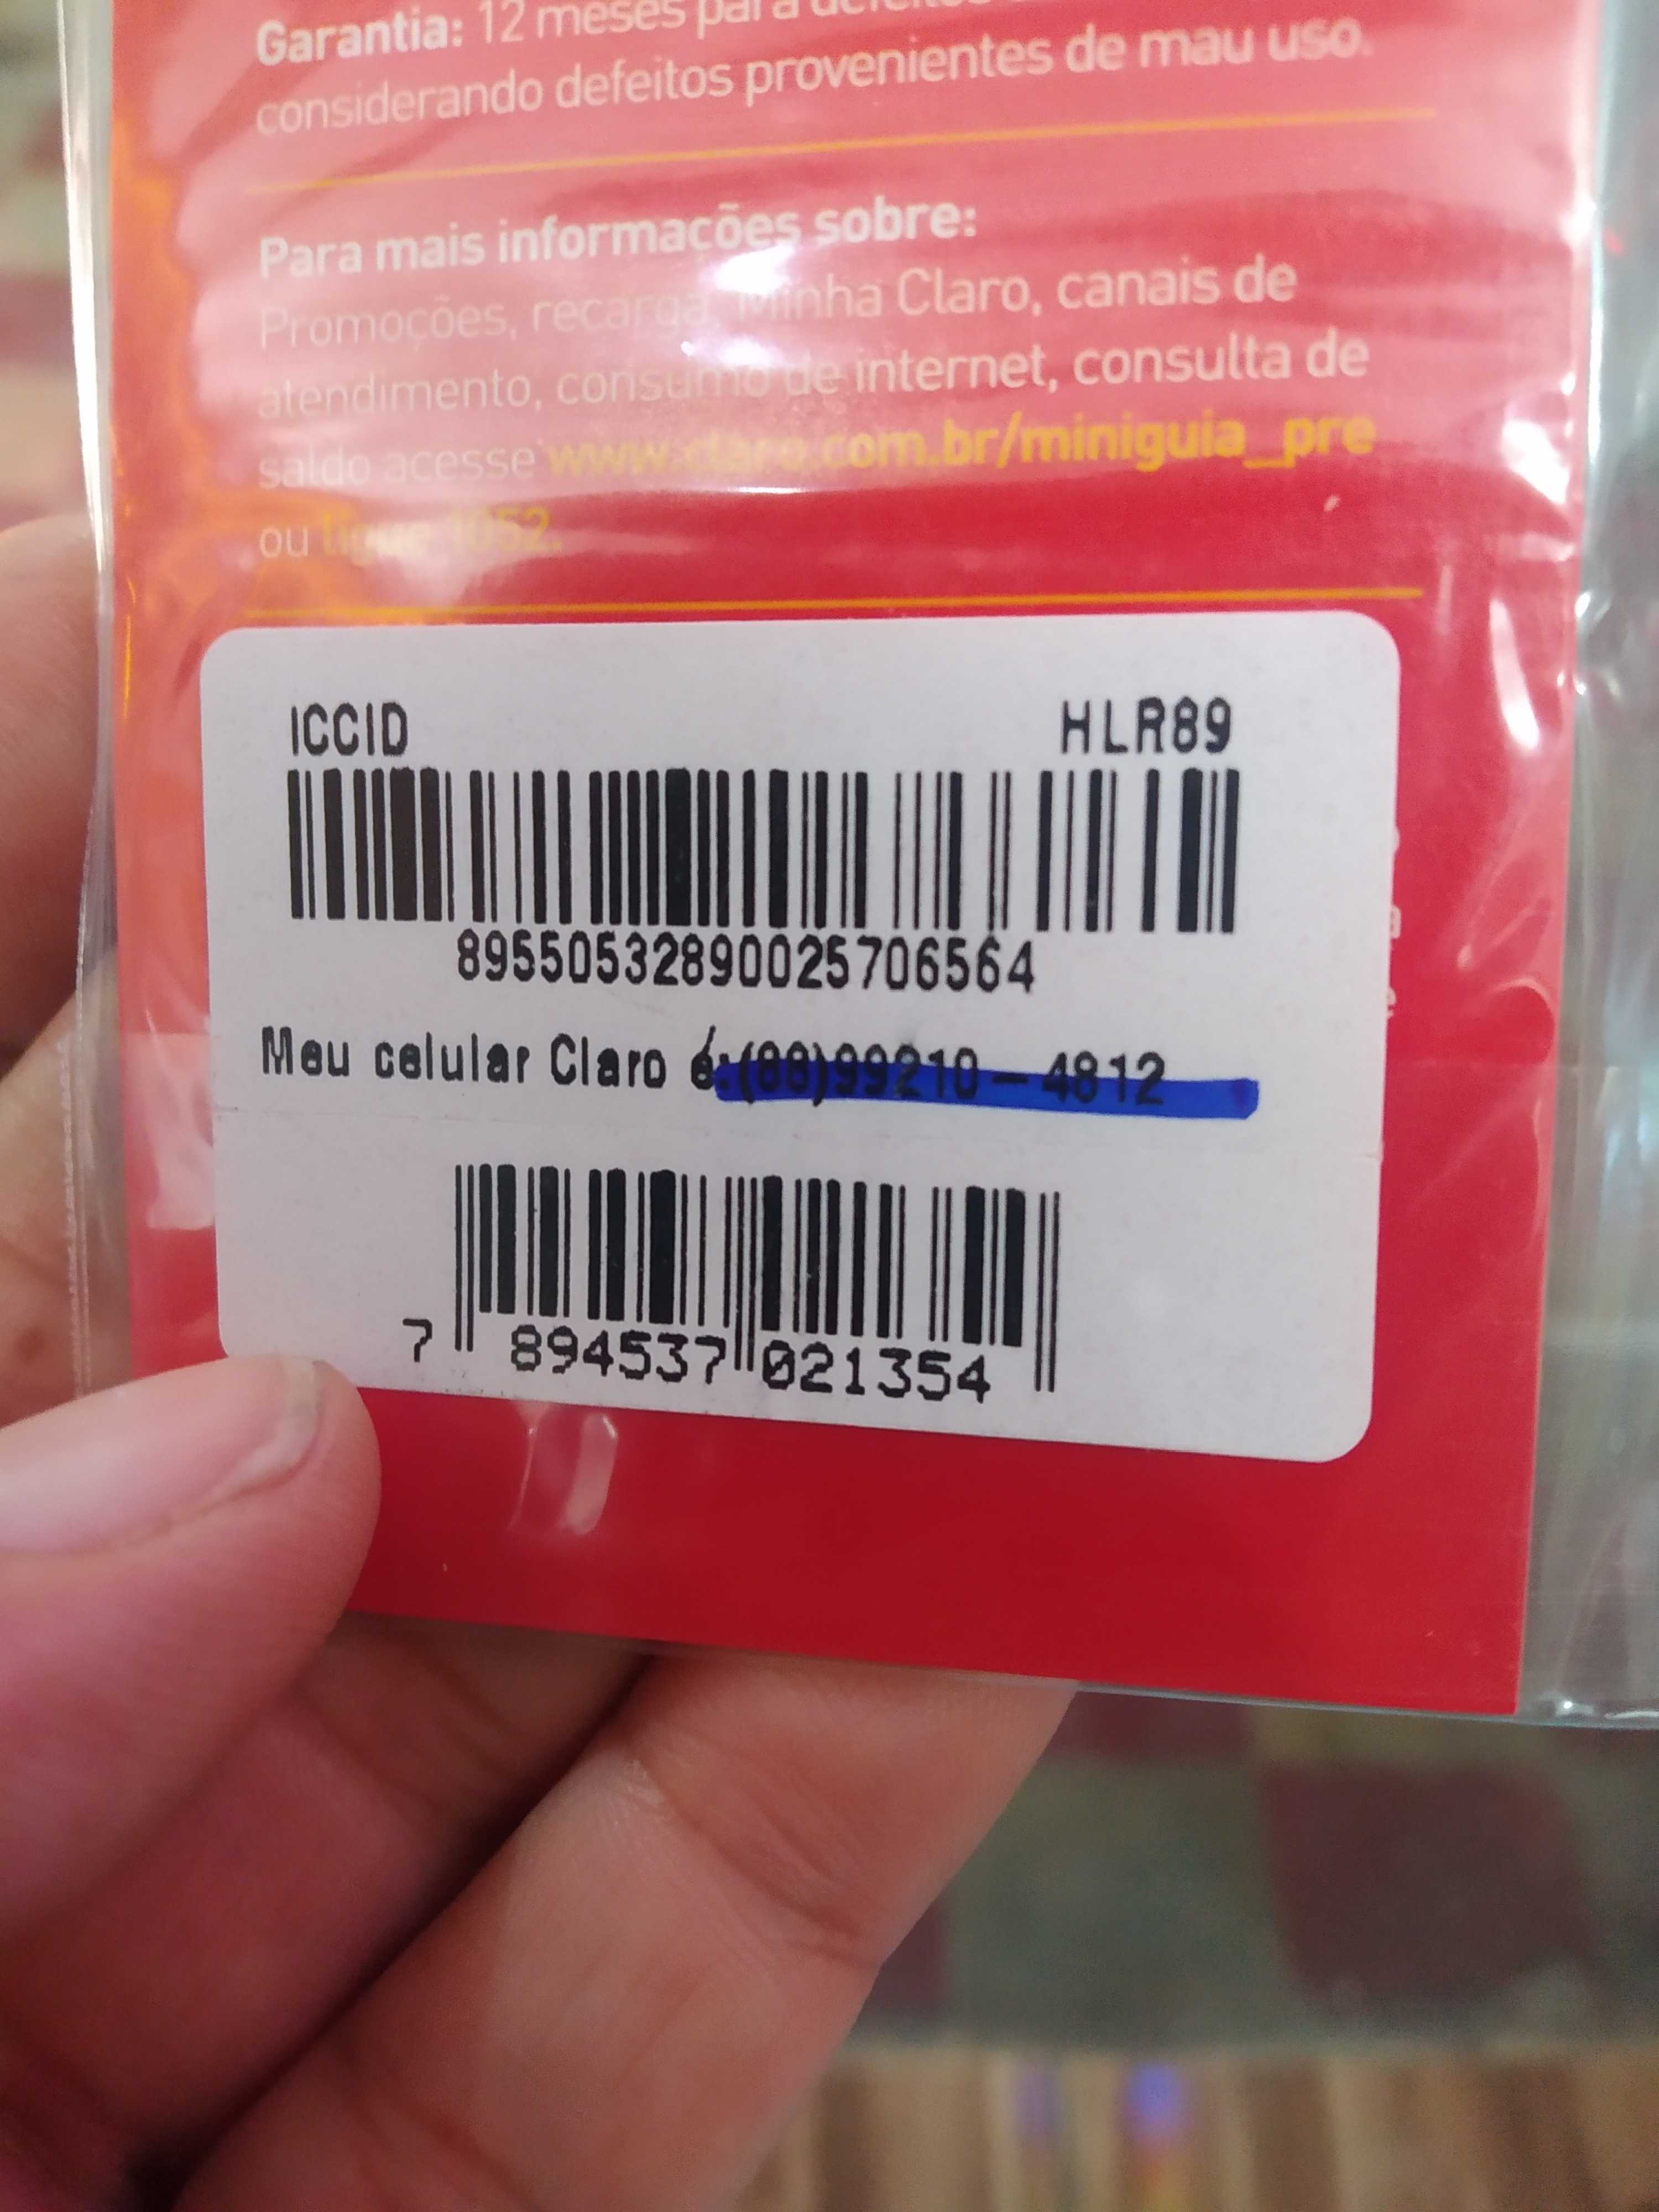 Garantia: 12 meses para defeitos
considerando defeitos provenientes de mau uso.
Para mais informações sobre:
Promoções, recarga, Minha Claro, canais de
atendimento, consumo de internet, consulta de
saldo acesse www.claro.com.br/miniguia_pre
ou ligue 1052.
ICCID HLR89
89550532890025706564
Meu celular Claro é:(88)99210-4812
7 894537 021354